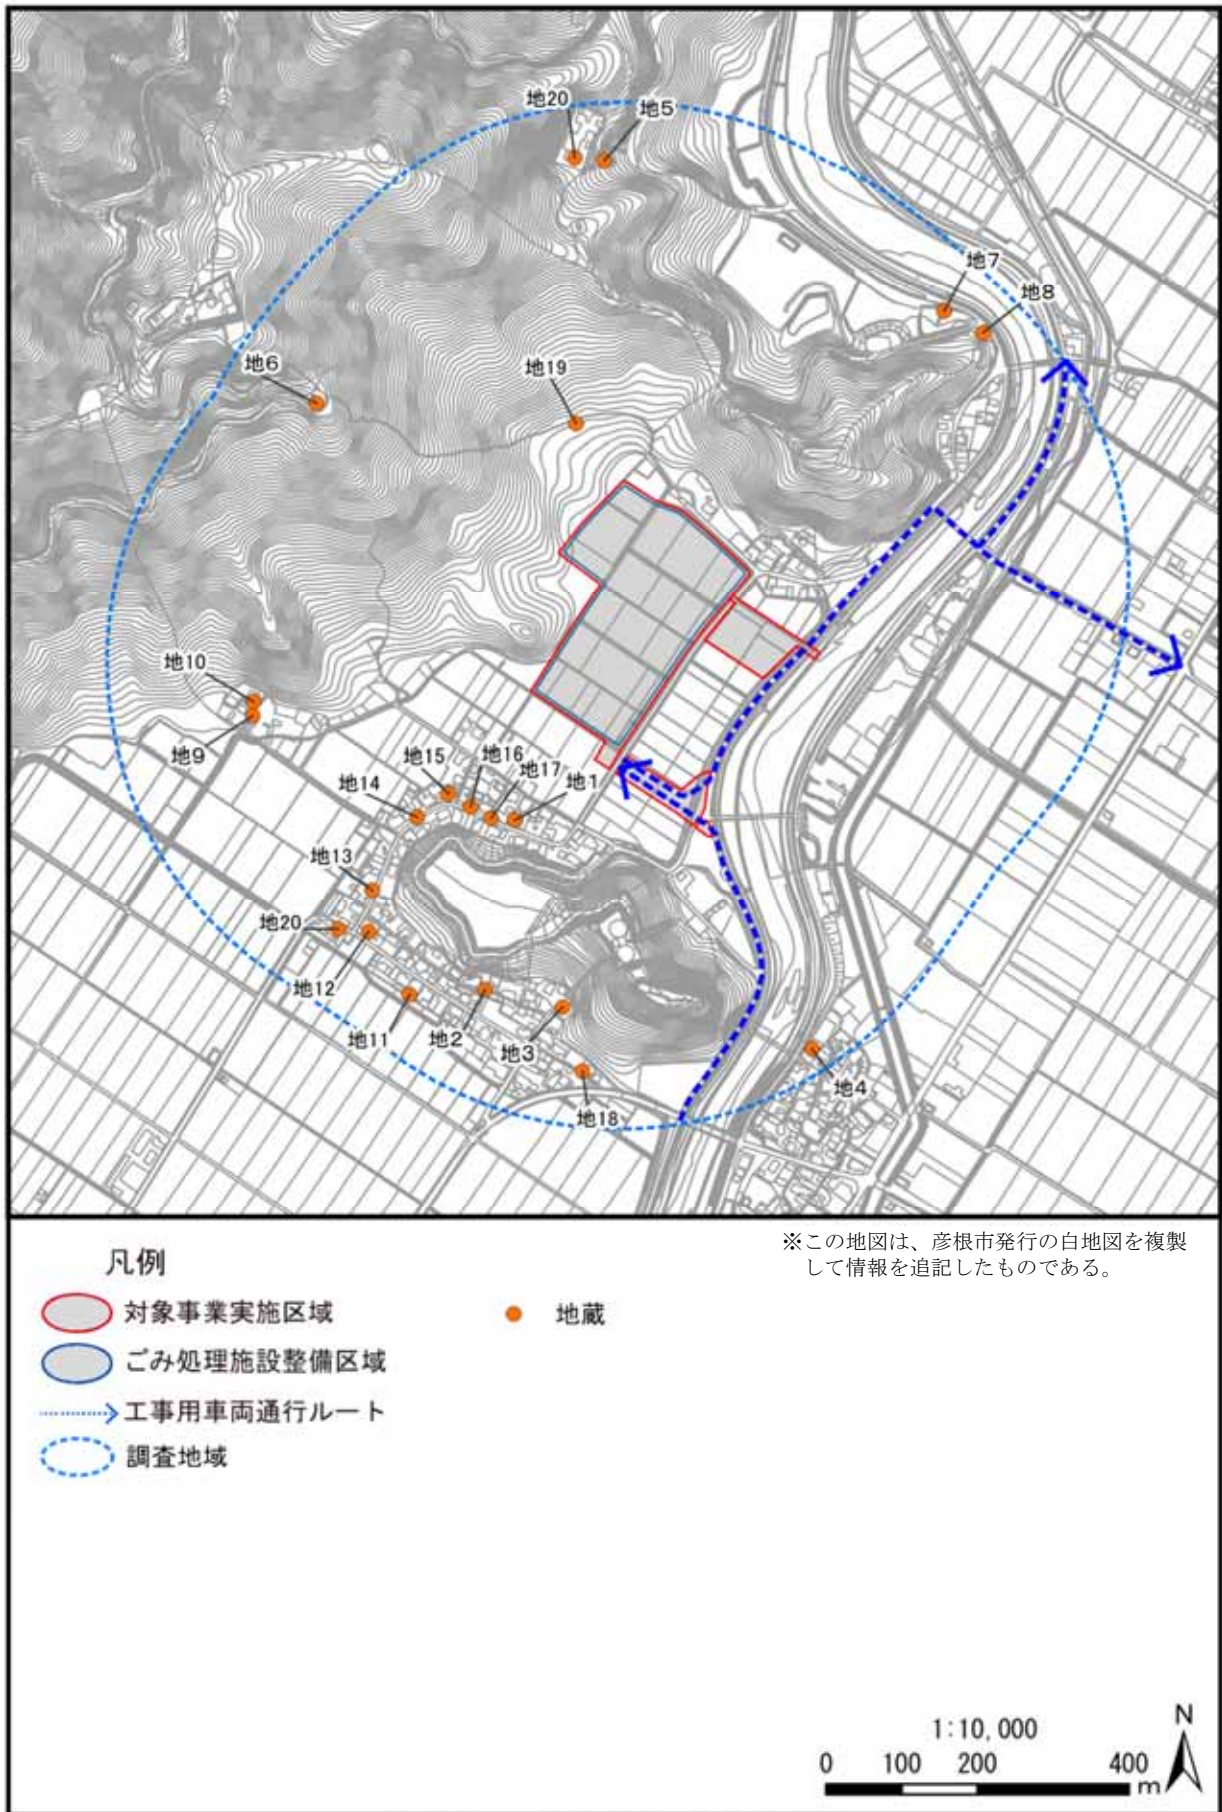 地20
地5
地7
地8
地6
地19
地10
地9
地15
地16
地17
地1
地14
地13
地20
地12
地11
地2
地3
地18
地4
※この地図は、彦根市発行の白地図を複製
して情報を追記したものである。
凡例
対象事業実施区域
地蔵
ごみ処理施設整備区域
工事用車両通行ルート
調査地域
1:10,000
N
0 100 200 400 m